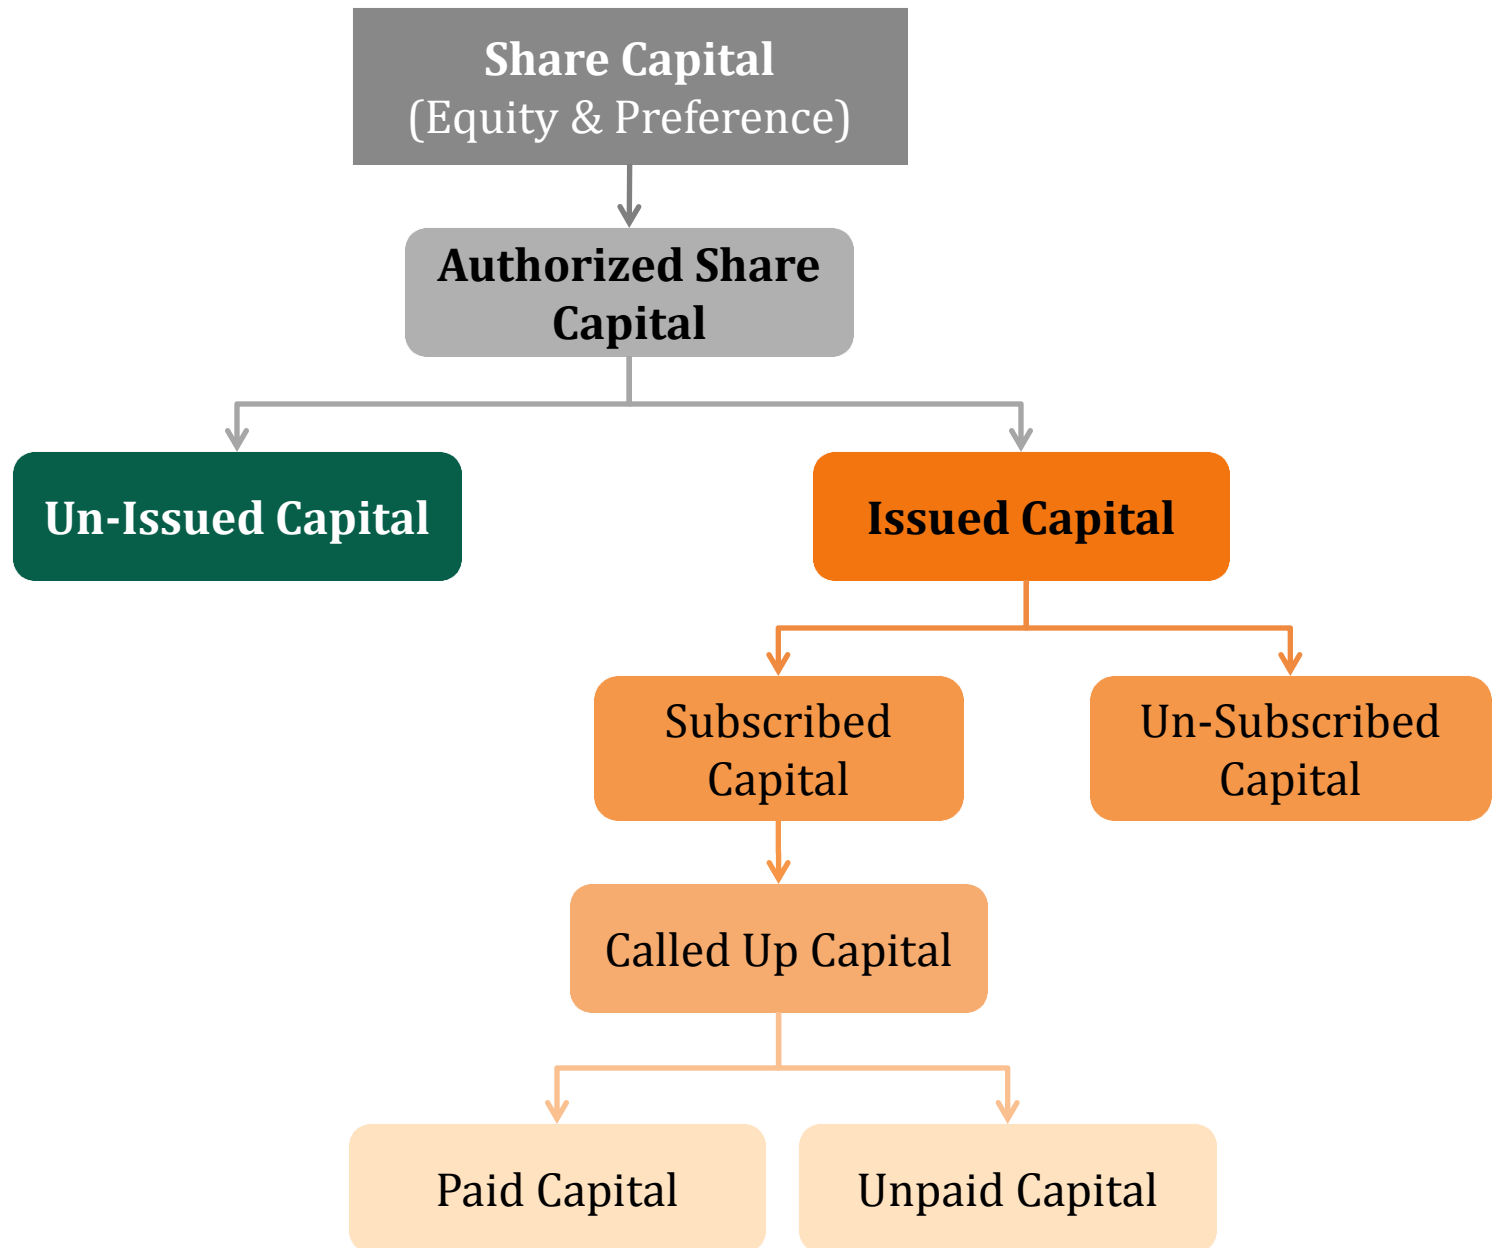 Share Capital
(Equity & Preference)
Authorized Share
Capital
Un-Issued Capital
Issued Capital
Subscribed
Capital
Un-Subscribed
Capital
Called Up Capital
Paid Capital
Unpaid Capital